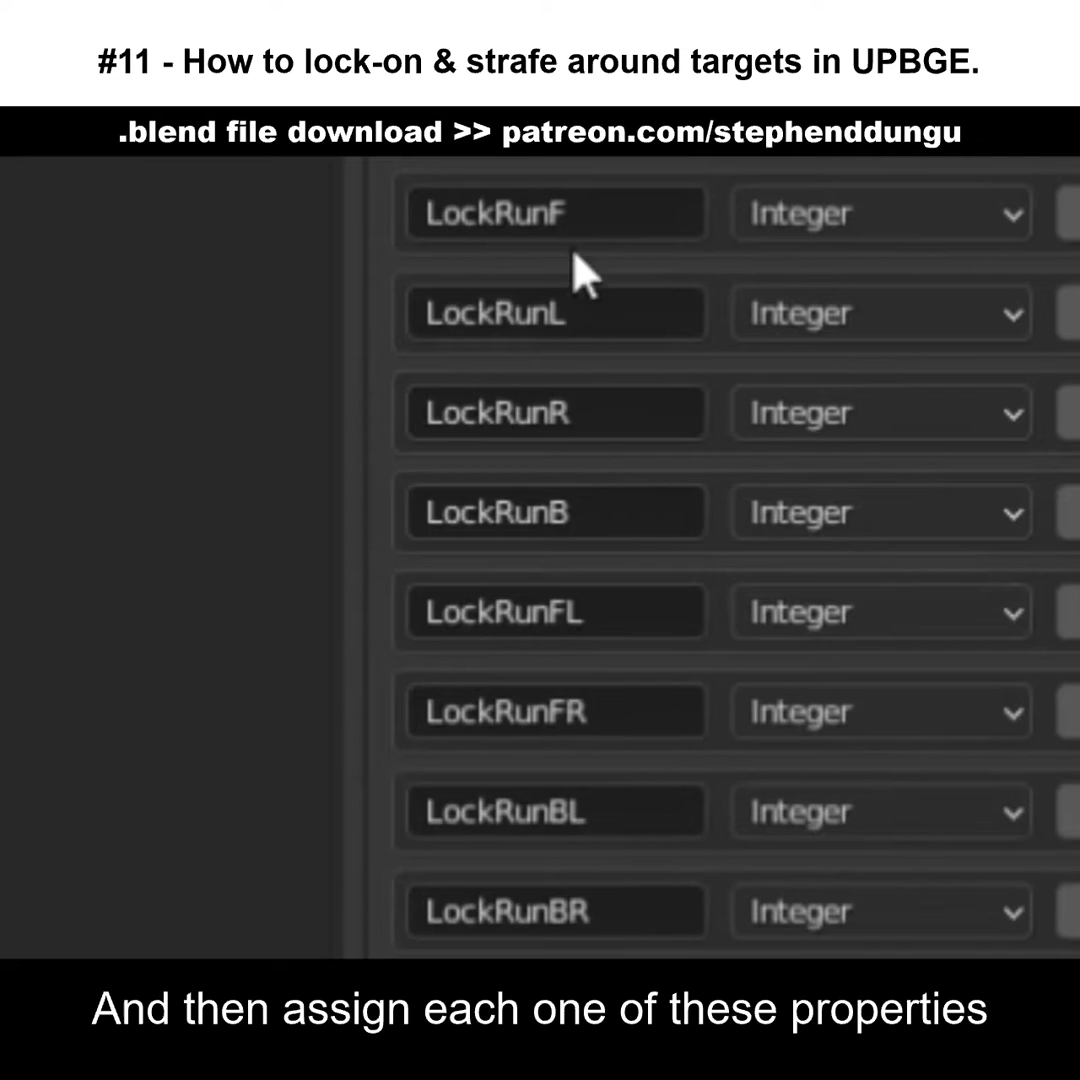 #11 - How to lock-on & strafe around targets in UPBGE.
.blend file download >> patreon.com/stephenddungu
LockRunF Integer
LockRunL Integer
LockRunR Integer
LockRunB Integer
LockRunFL Integer
LockRunFR Integer
LockRunBL Integer
LockRunBR Integer
And then assign each one of these properties